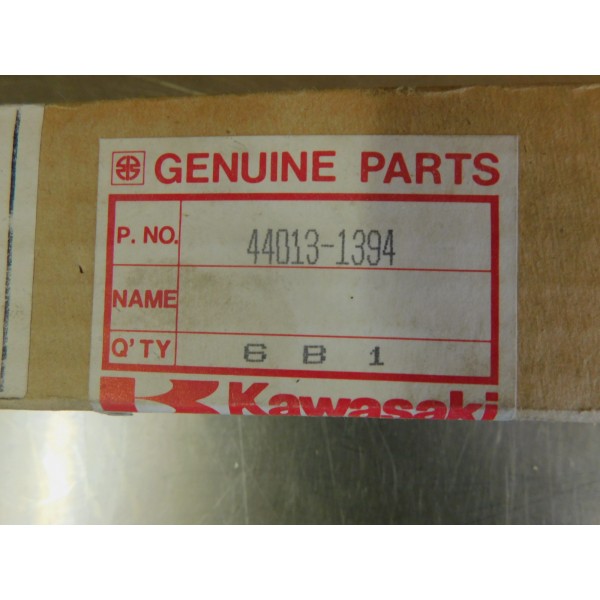 GENUINE PARTS
P. NO. 44013-1394
NAME
Q'TY 6 B 1
Kawasaki